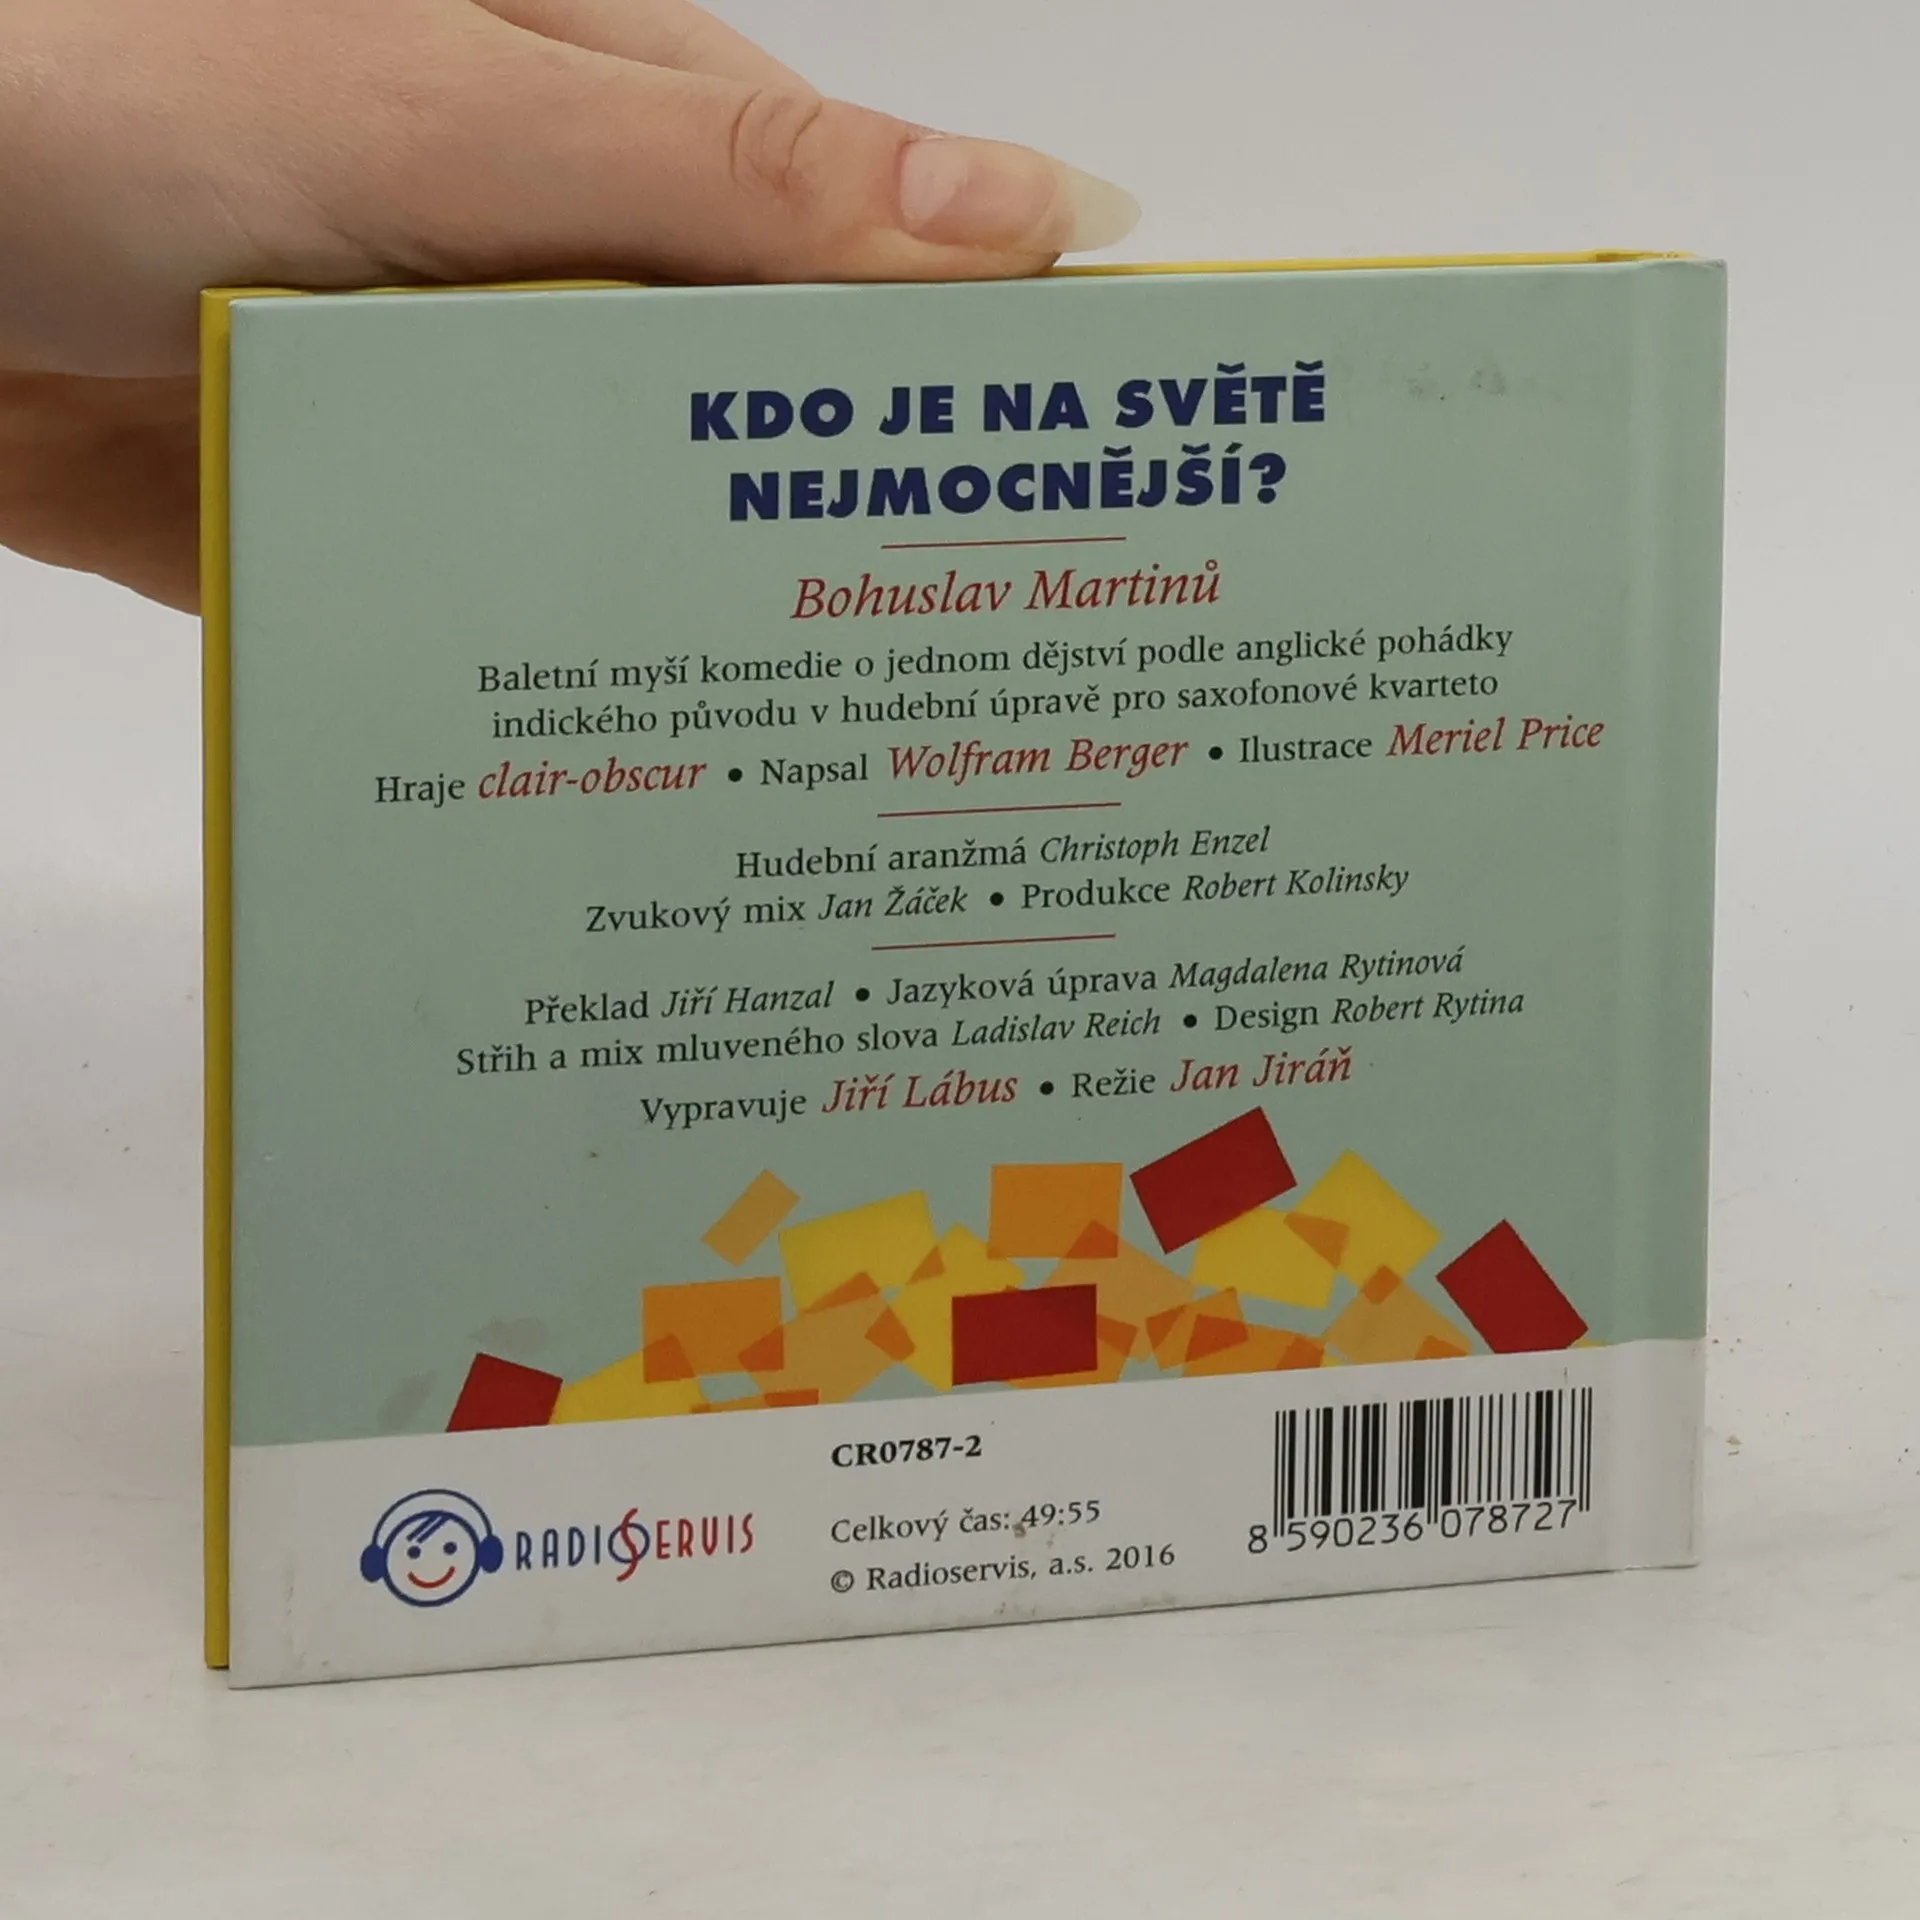 KDO JE NA SVĚTĚ
NEJMOCNĚJŠÍ?
Bohuslav Martinů
Baletní myší komedie o jednom dějství podle anglické pohádky
indického původu v hudební úpravě pro saxofonové kvarteto
Hraje clair-obscur • Napsal Wolfram Berger • Ilustrace Meriel Price
Hudební aranžmá Christoph Enzel
Zvukový mix Jan Žáček • Produkce Robert Kolinsky
Překlad Jiří Hanzal • Jazyková úprava Magdalena Rytinová
Střih a mix mluveného slova Ladislav Reich • Design Robert Rytina
Vypravuje Jiří Lábus • Režie Jan Jiráň
RADIOSERVIS
CR0787-2
Celkový čas: 49:55
© Radioservis, a.s. 2016
8 590236 078727